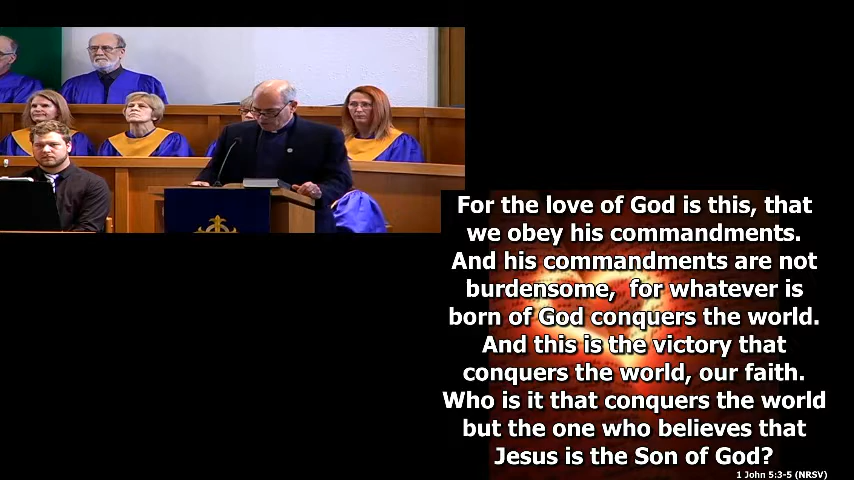 For the love of God is this, that
we obey his commandments.
And his commandments are not
burdensome,  for whatever is
born of God conquers the world.
And this is the victory that
conquers the world, our faith.
Who is it that conquers the world
but the one who believes that
Jesus is the Son of God?
1 John 5:3-5 (NRSV)